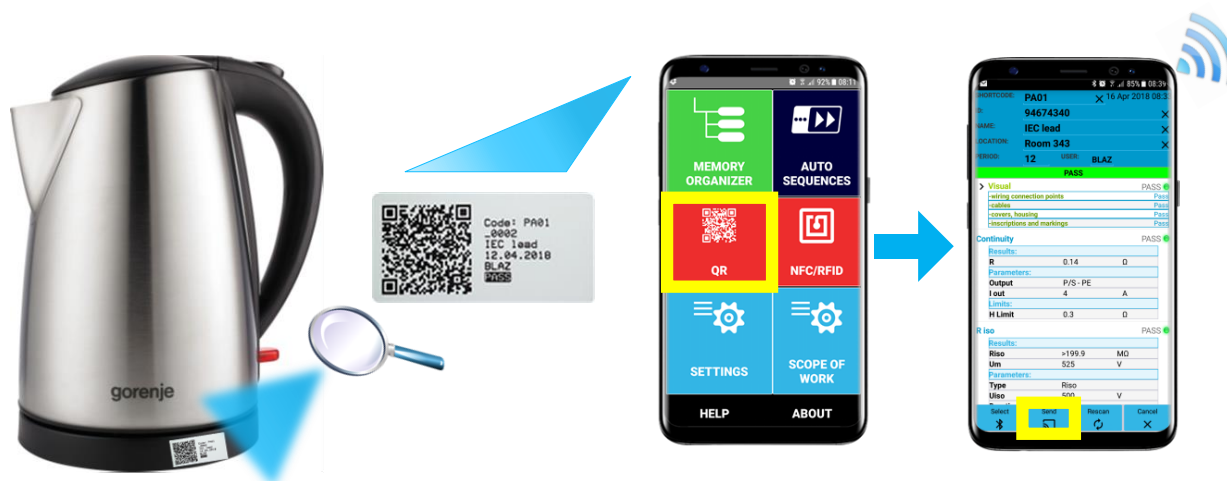 gorenje
Code: PA01
_0002
IEC lead
12.04.2018
BLAZ
PASS
92% 08:11
MEMORY
ORGANIZER
AUTO
SEQUENCES
QR
NFC/RFID
SETTINGS
SCOPE OF
WORK
HELP
ABOUT
85% 08:39
SHORTCODE: PA01 × 16 Apr 2018 08:3
ID: 94674340 ×
NAME: IEC lead ×
LOCATION: Room 343 ×
PERIOD: 12 USER: BLAZ
PASS
> Visual PASS
-wiring connection points Pass
-cables Pass
-covers, housing Pass
-inscriptions and markings Pass
Continuity PASS
Results:
R 0.14 Ω
Parameters:
Output P/S - PE
I out 4 A
Limits:
H Limit 0.3 Ω
R iso PASS
Results:
Riso >199.9 MΩ
Um 525 V
Parameters:
Type Riso
Uiso 500 V
Select Send Rescan Cancel